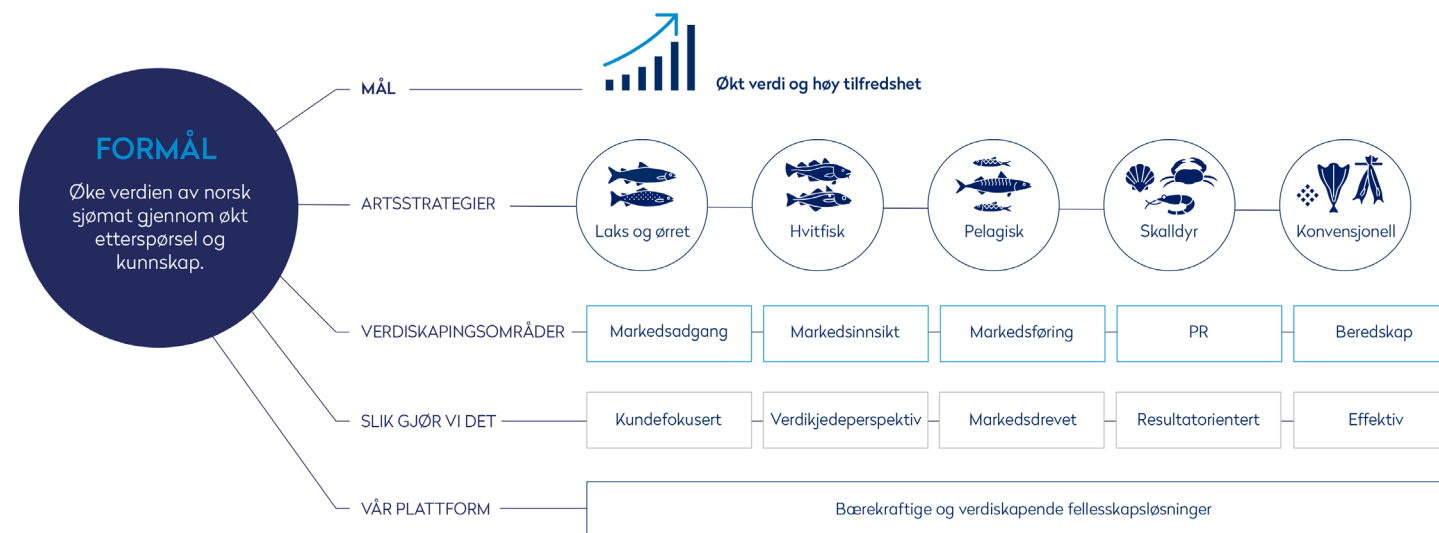 MÅL
Økt verdi og høy tilfredshet
FORMÅL
Øke verdien av norsk
sjømat gjennom økt
etterspørsel og
kunnskap.
ARTSSTRATEGIER
Laks og ørret
Hvitfisk
Pelagisk
Skalldyr
Konvensjonell
VERDISKAPINGSOMRÅDER
Markedsadgang
Markedsinnsikt
Markedsføring
PR
Beredskap
SLIK GJØR VI DET
Kundefokusert
Verdikjedeperspektiv
Markedsdrevet
Resultatorientert
Effektiv
VÅR PLATTFORM
Bærekraftige og verdiskapende fellesskapsløsninger